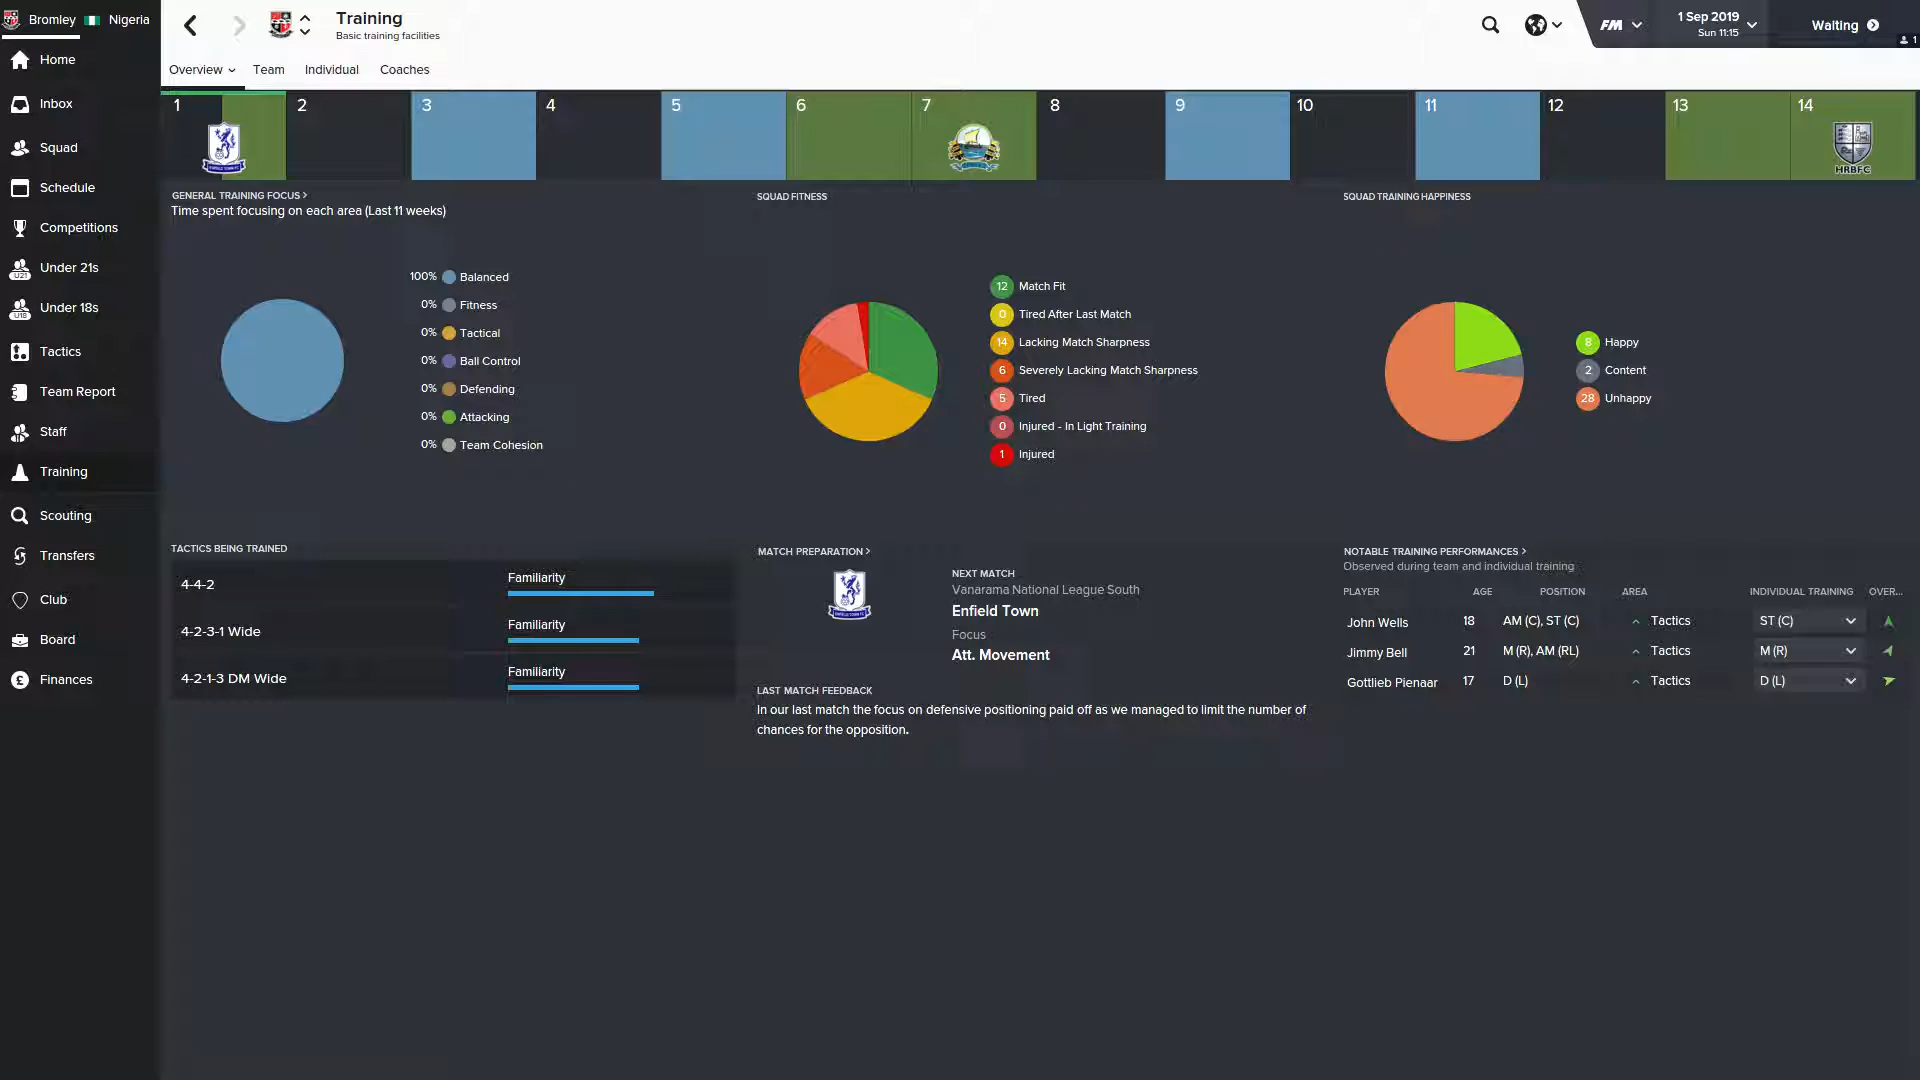 Bromley Nigeria
Home
Inbox
Squad
Schedule
Competitions
Under 21s
Under 18s
Tactics
Team Report
Staff
Training
Scouting
Transfers
Club
Board
Finances
Training
Basic training facilities
FM
1 Sep 2019
Sun 11:15
Waiting
1
Overview Team Individual Coaches
1 2 3 4 5 6 7 8 9 10 11 12 13 14
HRBFC
GENERAL TRAINING FOCUS >
Time spent focusing on each area (Last 11 weeks)
100% Balanced
0% Fitness
0% Tactical
0% Ball Control
0% Defending
0% Attacking
0% Team Cohesion
SQUAD FITNESS
12 Match Fit
0 Tired After Last Match
14 Lacking Match Sharpness
6 Severely Lacking Match Sharpness
5 Tired
0 Injured - In Light Training
1 Injured
SQUAD TRAINING HAPPINESS
8 Happy
2 Content
28 Unhappy
TACTICS BEING TRAINED
4-4-2 Familiarity
4-2-3-1 Wide Familiarity
4-2-1-3 DM Wide Familiarity
MATCH PREPARATION >
NEXT MATCH
Vanarama National League South
Enfield Town
Focus
Att. Movement
LAST MATCH FEEDBACK
In our last match the focus on defensive positioning paid off as we managed to limit the number of
chances for the opposition.
NOTABLE TRAINING PERFORMANCES >
Observed during team and individual training
PLAYER AGE POSITION AREA INDIVIDUAL TRAINING OVER...
John Wells 18 AM (C), ST (C) Tactics ST (C)
Jimmy Bell 21 M (R), AM (RL) Tactics M (R)
Gottlieb Pienaar 17 D (L) Tactics D (L)